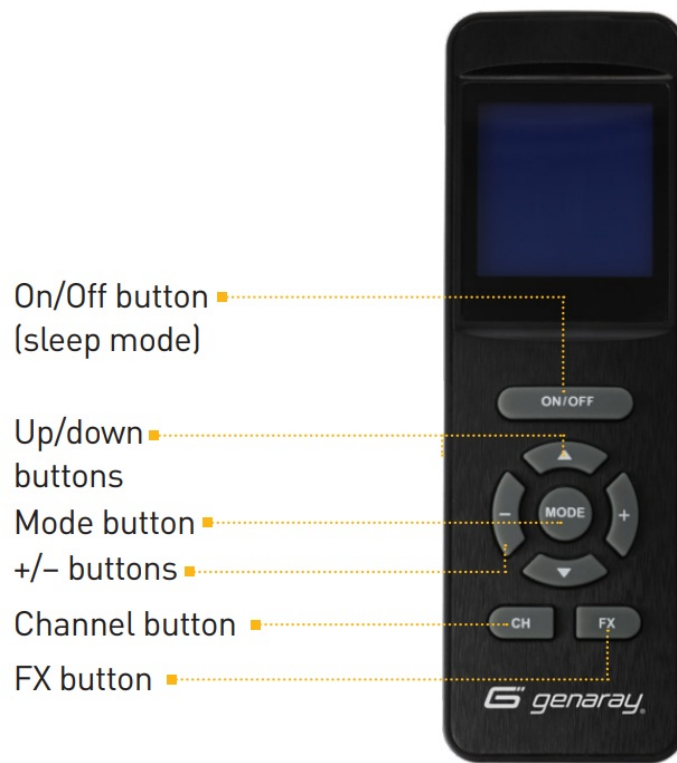 On/Off button
(sleep mode)
Up/down
buttons
Mode button
+/− buttons
Channel button
FX button
ON/OFF
▲
− MODE +
▼
CH FX
G genaray®